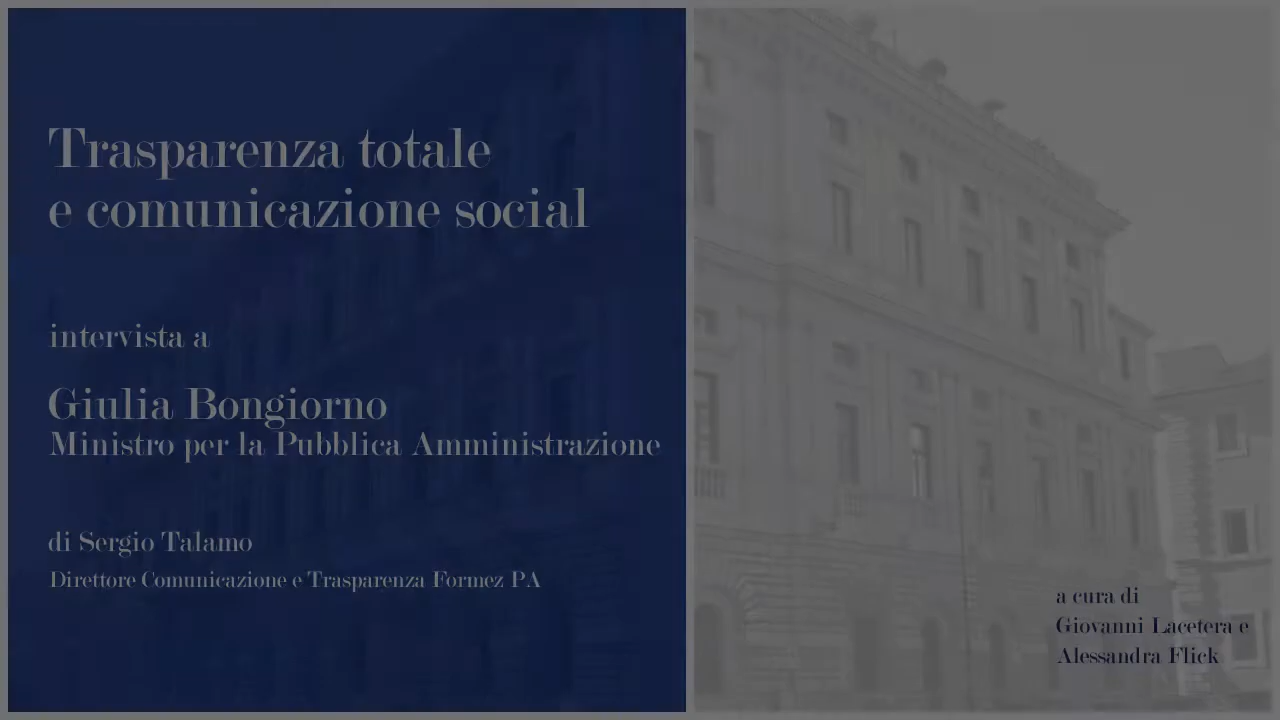 Trasparenza totale
e comunicazione social
intervista a
Giulia Bongiorno
Ministro per la Pubblica Amministrazione
di Sergio Talamo
Direttore Comunicazione e Trasparenza Formez PA
a cura di
Giovanni Lacetera e
Alessandra Flick